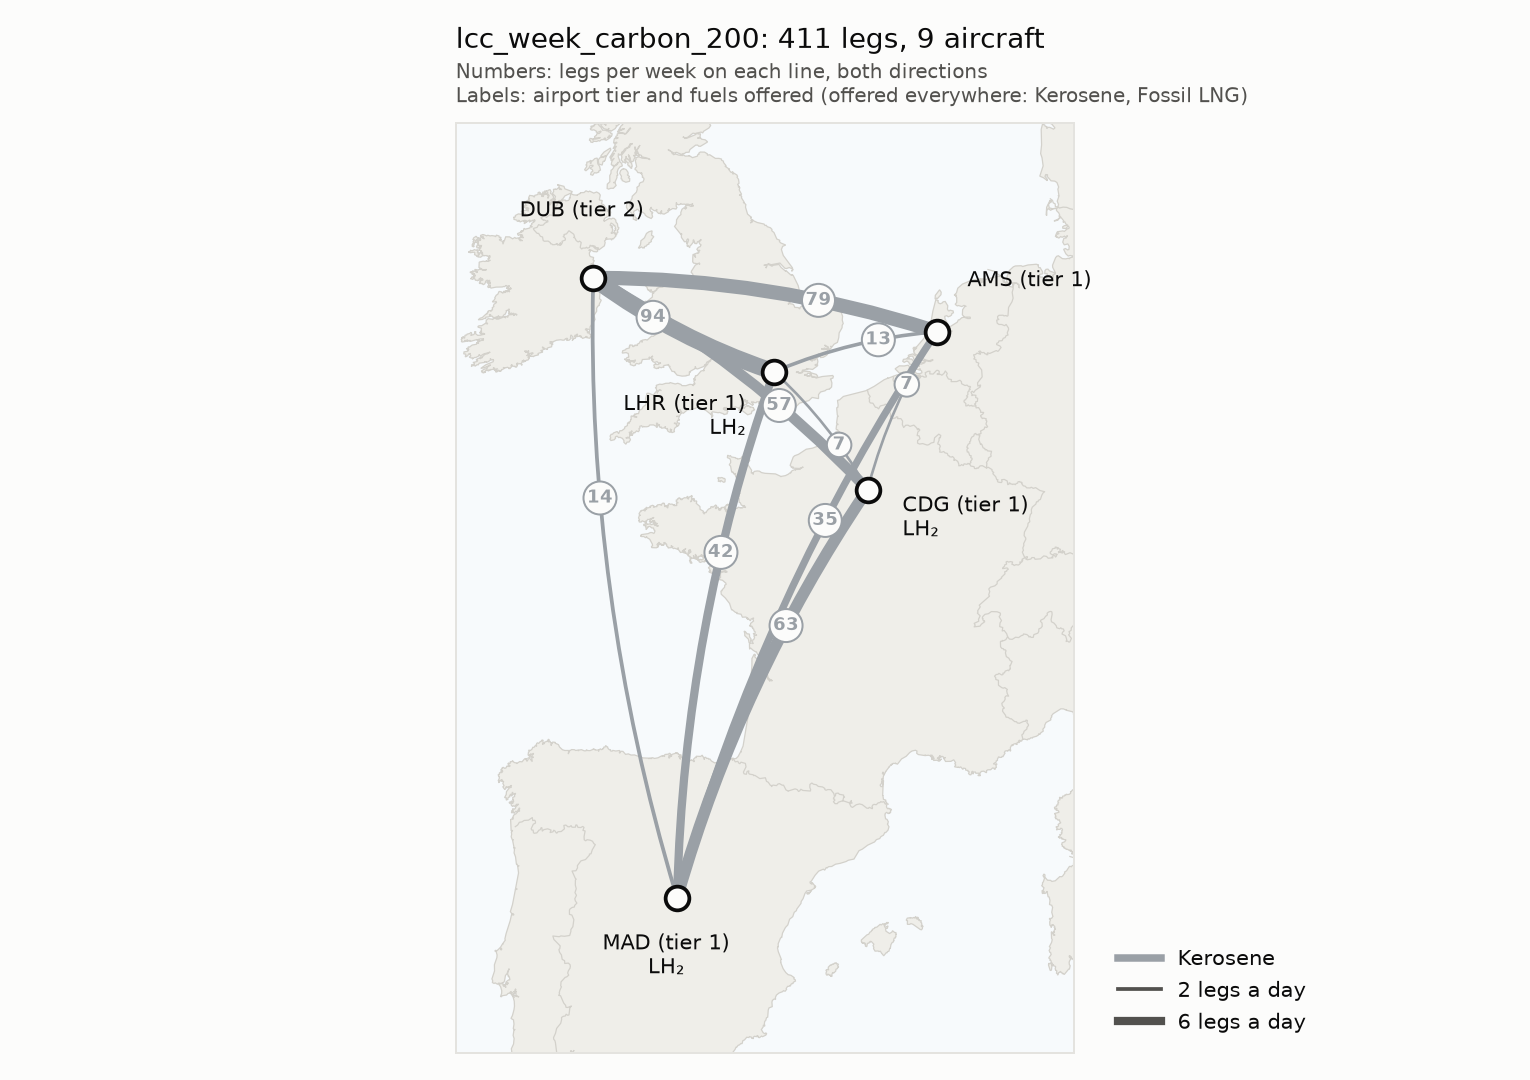 lcc_week_carbon_200: 411 legs, 9 aircraft
Numbers: legs per week on each line, both directions
Labels: airport tier and fuels offered (offered everywhere: Kerosene, Fossil LNG)
DUB (tier 2)
AMS (tier 1)
79
94
13
7
LHR (tier 1)
LH₂
57
7
14
35
CDG (tier 1)
LH₂
42
63
MAD (tier 1)
LH₂
Kerosene
2 legs a day
6 legs a day